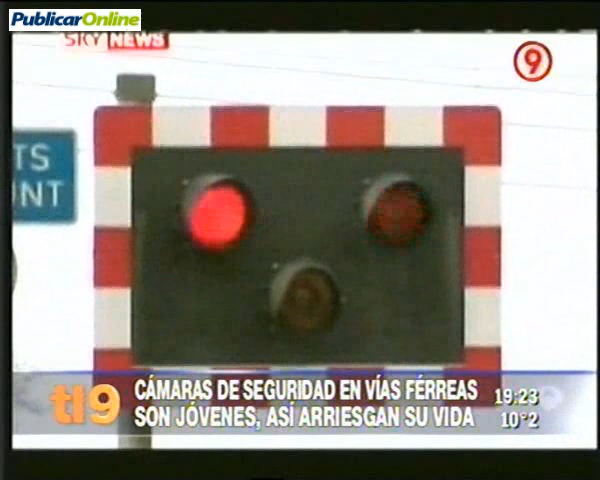 PublicarOnline
SKY NEWS
9
TS
UNT
tl9
CÁMARAS DE SEGURIDAD EN VÍAS FÉRREAS
SON JÓVENES, ASÍ ARRIESGAN SU VIDA
19:23
10°2